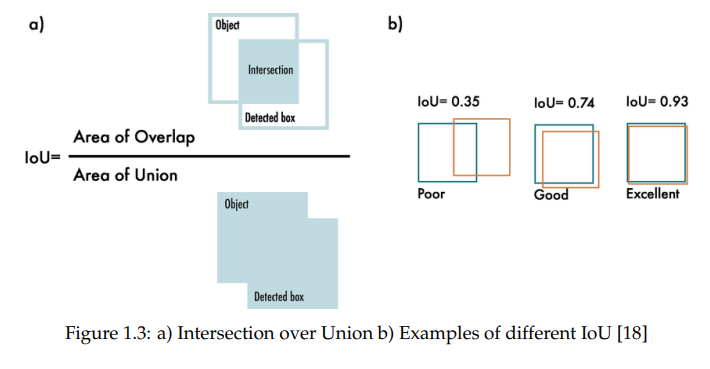 a)
Object
Intersection
Detected box
IoU=
Area of Overlap
Area of Union
Object
Detected box
b)
IoU= 0.35
IoU= 0.74
IoU= 0.93
Poor
Good
Excellent
Figure 1.3: a) Intersection over Union b) Examples of different IoU [18]